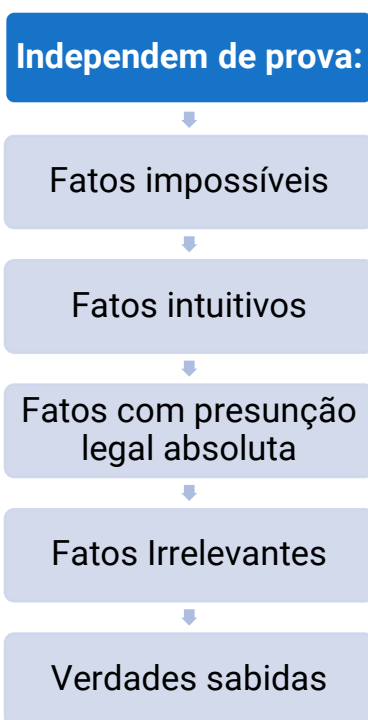 Independem de prova:
Fatos impossíveis
Fatos intuitivos
Fatos com presunção
legal absoluta
Fatos Irrelevantes
Verdades sabidas